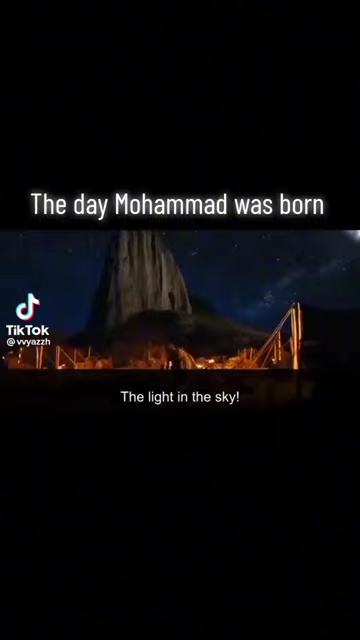 The day Mohammad was born
TikTok
@ vvyazzh
The light in the sky!